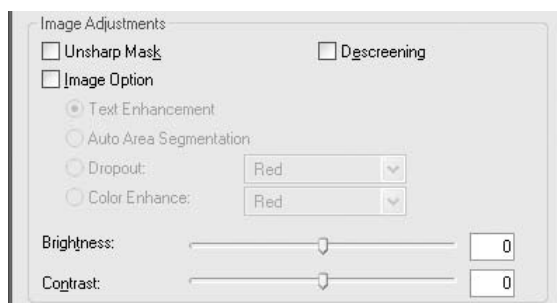 Image Adjustments
Unsharp Mask Descreening
Image Option
Text Enhancement
Auto Area Segmentation
Dropout: Red
Color Enhance: Red
Brightness: 0
Contrast: 0